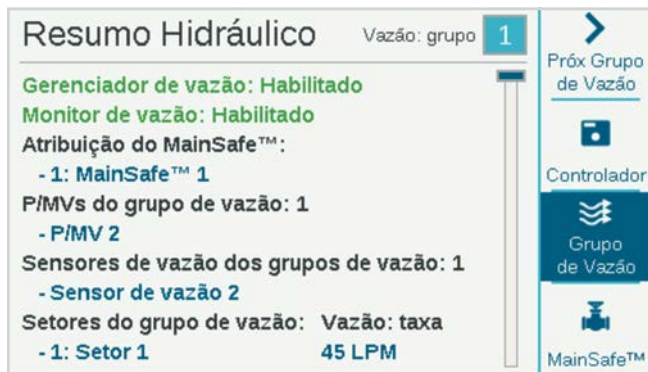 Resumo Hidráulico
Vazão: grupo 1
Gerenciador de vazão: Habilitado
Monitor de vazão: Habilitado
Atribuição do MainSafe™:
- 1: MainSafe™ 1
P/MVs do grupo de vazão: 1
- P/MV 2
Sensores de vazão dos grupos de vazão: 1
- Sensor de vazão 2
Setores do grupo de vazão: Vazão: taxa
- 1: Setor 1 45 LPM
Próx Grupo
de Vazão
Controlador
Grupo
de Vazão
MainSafe™